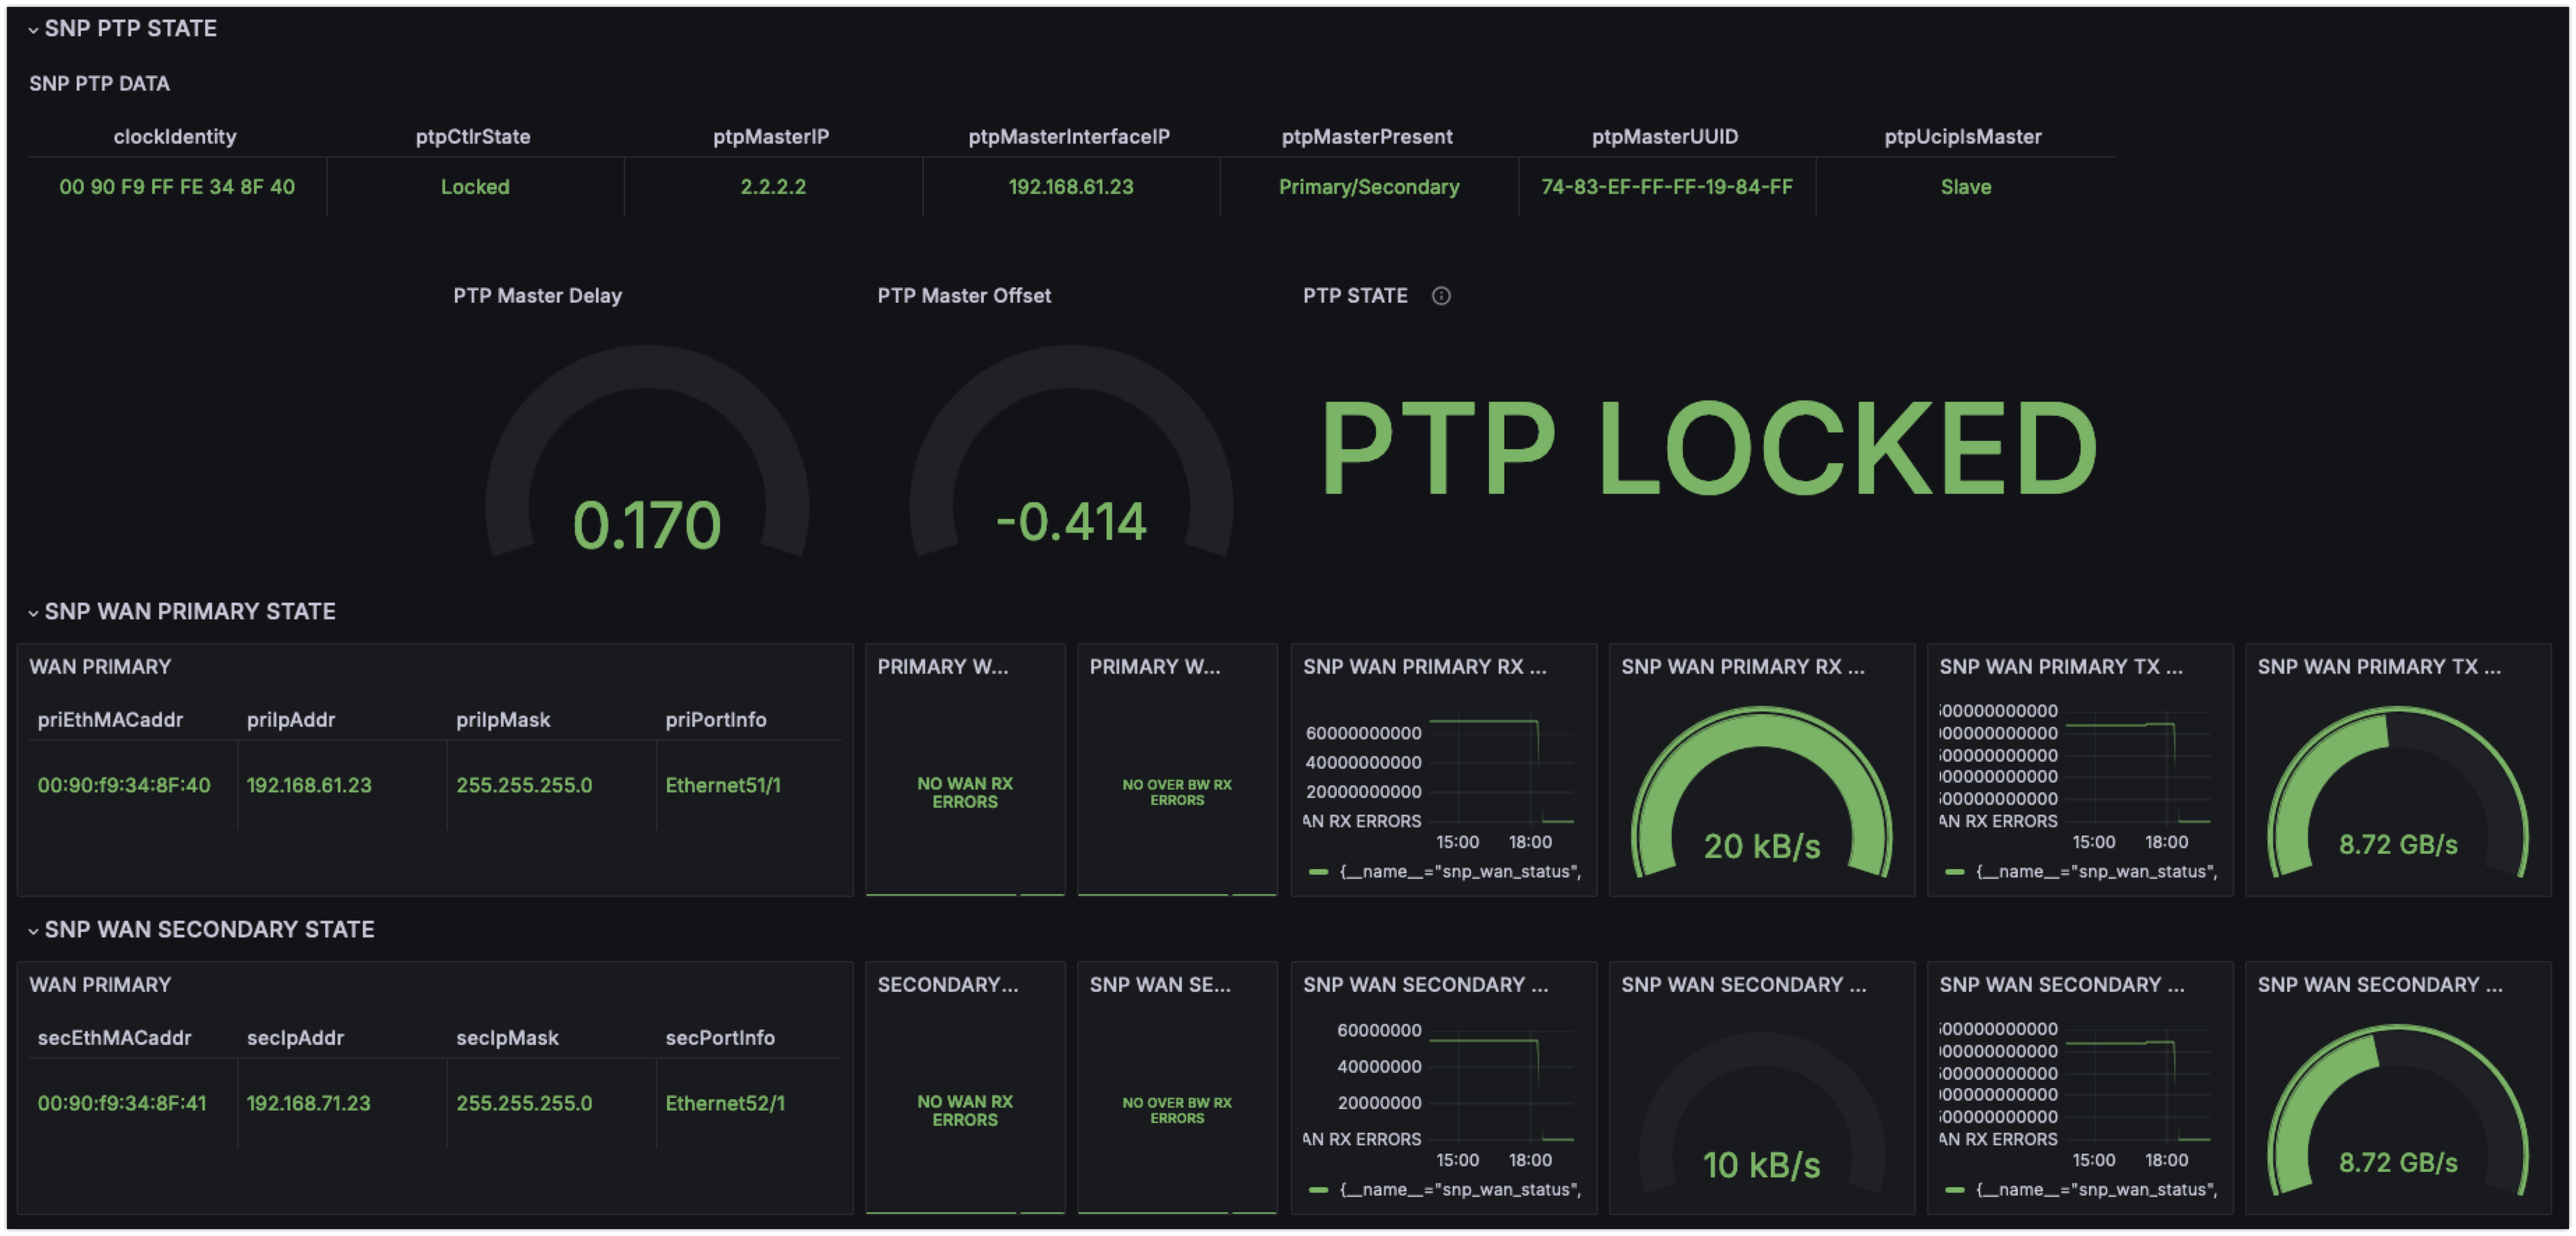 SNP PTP STATE
SNP PTP DATA
clockIdentity ptpCtlrState ptpMasterIP ptpMasterInterfaceIP ptpMasterPresent ptpMasterUUID ptpUcipIsMaster
00 90 F9 FF FE 34 8F 40 Locked 2.2.2.2 192.168.61.23 Primary/Secondary 74-83-EF-FF-FF-19-84-FF Slave
PTP Master Delay
0.170
PTP Master Offset
-0.414
PTP STATE
PTP LOCKED
SNP WAN PRIMARY STATE
WAN PRIMARY
priEthMACaddr priIpAddr priIpMask priPortInfo
00:90:f9:34:8F:40 192.168.61.23 255.255.255.0 Ethernet51/1
PRIMARY W...
NO WAN RX
ERRORS
PRIMARY W...
NO OVER BW RX
ERRORS
SNP WAN PRIMARY RX ...
60000000000
40000000000
20000000000
AN RX ERRORS
15:00 18:00
{__name__="snp_wan_status",
SNP WAN PRIMARY RX ...
20 kB/s
SNP WAN PRIMARY TX ...
500000000000
000000000000
500000000000
000000000000
500000000000
AN RX ERRORS
15:00 18:00
{__name__="snp_wan_status",
SNP WAN PRIMARY TX ...
8.72 GB/s
SNP WAN SECONDARY STATE
WAN PRIMARY
secEthMACaddr secIpAddr secIpMask secPortInfo
00:90:f9:34:8F:41 192.168.71.23 255.255.255.0 Ethernet52/1
SECONDARY...
NO WAN RX
ERRORS
SNP WAN SE...
NO OVER BW RX
ERRORS
SNP WAN SECONDARY ...
60000000
40000000
20000000
AN RX ERRORS
15:00 18:00
{__name__="snp_wan_status",
SNP WAN SECONDARY ...
10 kB/s
SNP WAN SECONDARY ...
500000000000
000000000000
500000000000
000000000000
500000000000
AN RX ERRORS
15:00 18:00
{__name__="snp_wan_status",
SNP WAN SECONDARY ...
8.72 GB/s